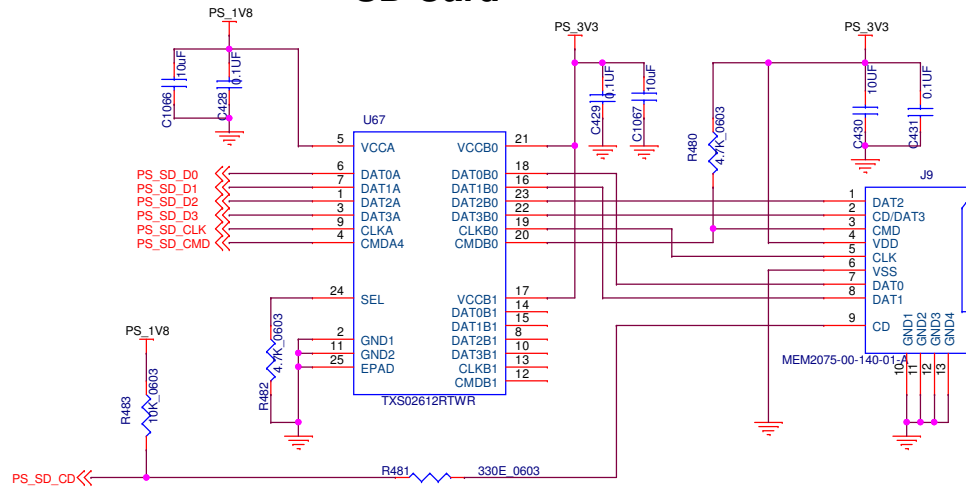 SD Card
PS_1V8
PS_3V3
PS_3V3
10uF
C1066
0.1UF
C428
0.1UF
C429
10uF
C1067
R480
4.7K_0603
10UF
C430
0.1UF
C431
U67
5 VCCA VCCB0 21
PS_SD_D0 6 DAT0A DAT0B0 18
PS_SD_D1 7 DAT1A DAT1B0 16
PS_SD_D2 1 DAT2A DAT2B0 23
PS_SD_D3 3 DAT3A DAT3B0 22
PS_SD_CLK 9 CLKA CLKB0 19
PS_SD_CMD 4 CMDA4 CMDB0 20
24 SEL VCCB1 17
DAT0B1 14
DAT1B1 15
2 GND1 DAT2B1 8
11 GND2 DAT3B1 10
25 EPAD CLKB1 13
CMDB1 12
TXS02612RTWR
J9
1 DAT2
2 CD/DAT3
3 CMD
4 VDD
5 CLK
6 VSS
7 DAT0
8 DAT1
9 CD
GND1
GND2
GND3
GND4
MEM2075-00-140-01-A
10
11
12
13
PS_1V8
R482
4.7K_0603
R483
10K_0603
PS_SD_CD
R481 330E_0603